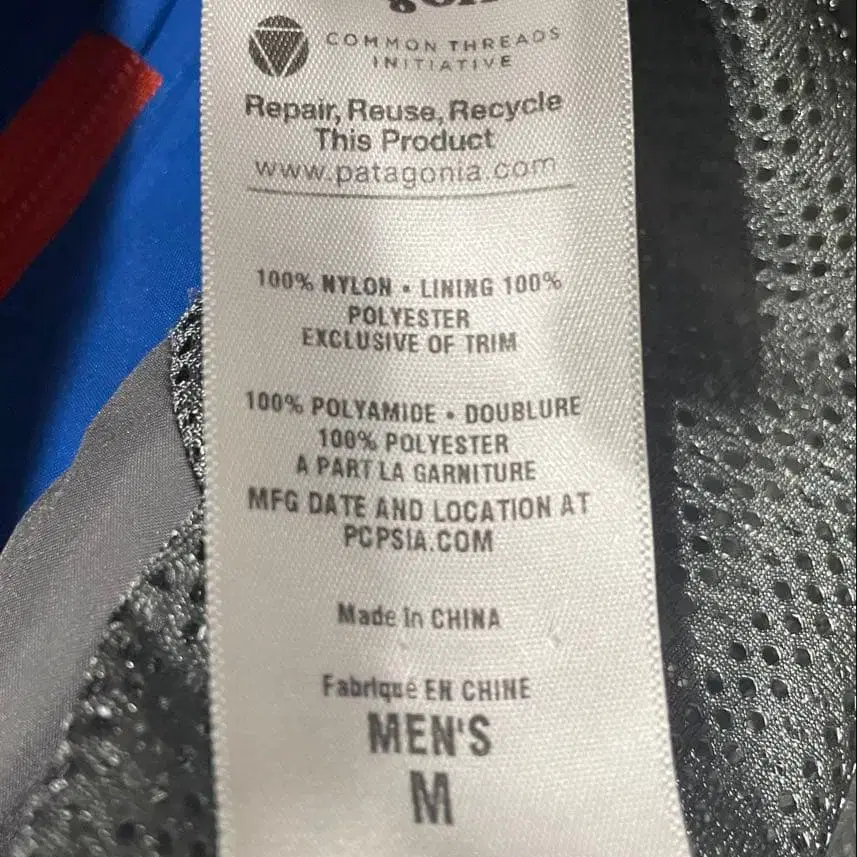 COMMON THREADS
INITIATIVE
Repair, Reuse, Recycle
This Product
www.patagonia.com
100% NYLON • LINING 100%
POLYESTER
EXCLUSIVE OF TRIM
100% POLYAMIDE • DOUBLURE
100% POLYESTER
A PART LA GARNITURE
MFG DATE AND LOCATION AT
PCPSIA.COM
Made in CHINA
Fabriqué EN CHINE
MEN'S
M